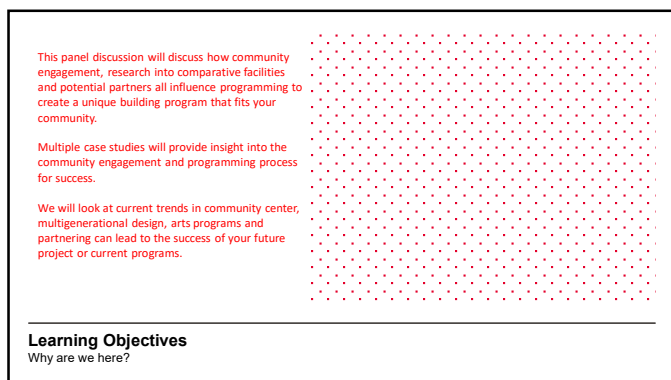 This panel discussion will discuss how community
engagement, research into comparative facilities
and potential partners all influence programming to
create a unique building program that fits your
community.
Multiple case studies will provide insight into the
community engagement and programming process
for success.
We will look at current trends in community center,
multigenerational design, arts programs and
partnering can lead to the success of your future
project or current programs.
Learning Objectives
Why are we here?